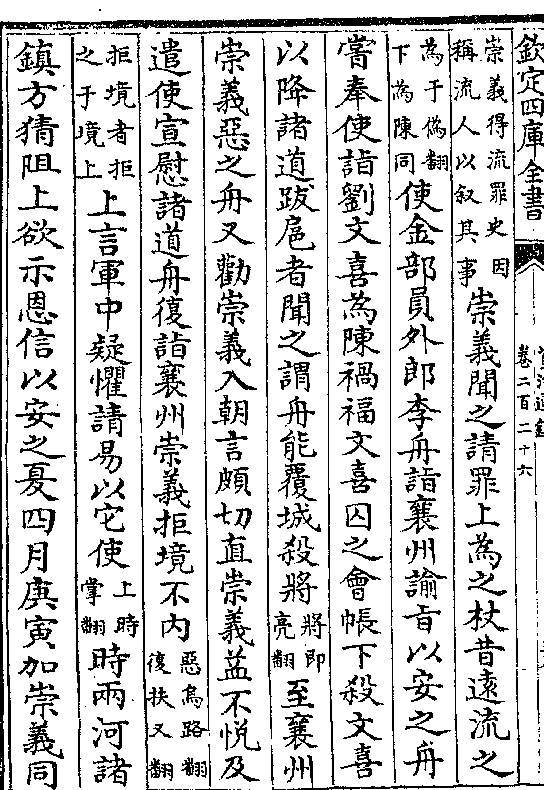 欽定四庫全書
資治通鑑
卷二百二十六
崇義得流罪史因
稱流人以叙其事
崇義聞之請罪上為之杖昔遠流之
為于偽翻
下為陳同
使金部員外郎李舟詣襄州諭㫖以安之舟
嘗奉使詣劉文喜為陳禍福文喜囚之會帳下殺文喜
以降諸道跋扈者聞之謂舟能覆城殺將
將即
亮翻
至襄州
崇義惡之舟又勸崇義入朝言頗切直崇義益不悦及
遣使宣慰諸道舟復詣襄州崇義拒境不内
惡烏路翻
復扶又翻
拒境者拒
之于境上
上言軍中疑懼請易以它使
上時
掌翻
時兩河諸
鎮方猜阻上欲示恩信以安之夏四月庚寅加崇義同